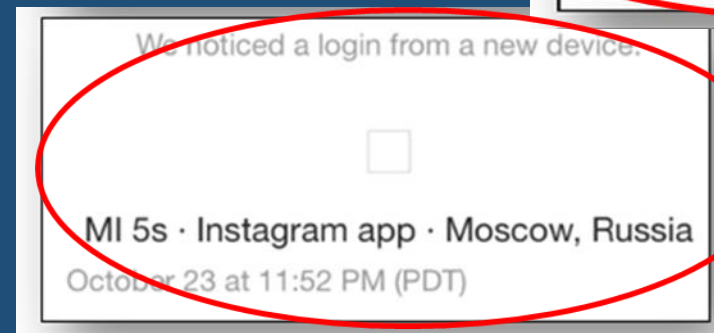 We noticed a login from a new device.
MI 5s · Instagram app · Moscow, Russia
October 23 at 11:52 PM (PDT)